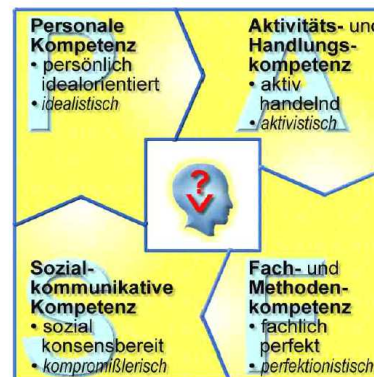 P
Personale
Kompetenz
• persönlich
idealorientiert
• idealistisch
A
Aktivitäts- und
Handlungs-
kompetenz
• aktiv
handelnd
• aktivistisch
?
S
Sozial-
kommunikative
Kompetenz
• sozial
konsensbereit
• kompromißlerisch
F
Fach- und
Methoden-
kompetenz
• fachlich
perfekt
• perfektionistisch